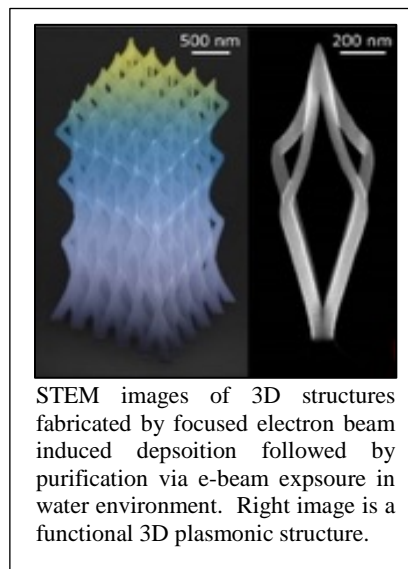 500 nm
200 nm
STEM images of 3D structures
fabricated by focused electron beam
induced depsoition followed by
purification via e-beam expsoure in
water environment. Right image is a
functional 3D plasmonic structure.